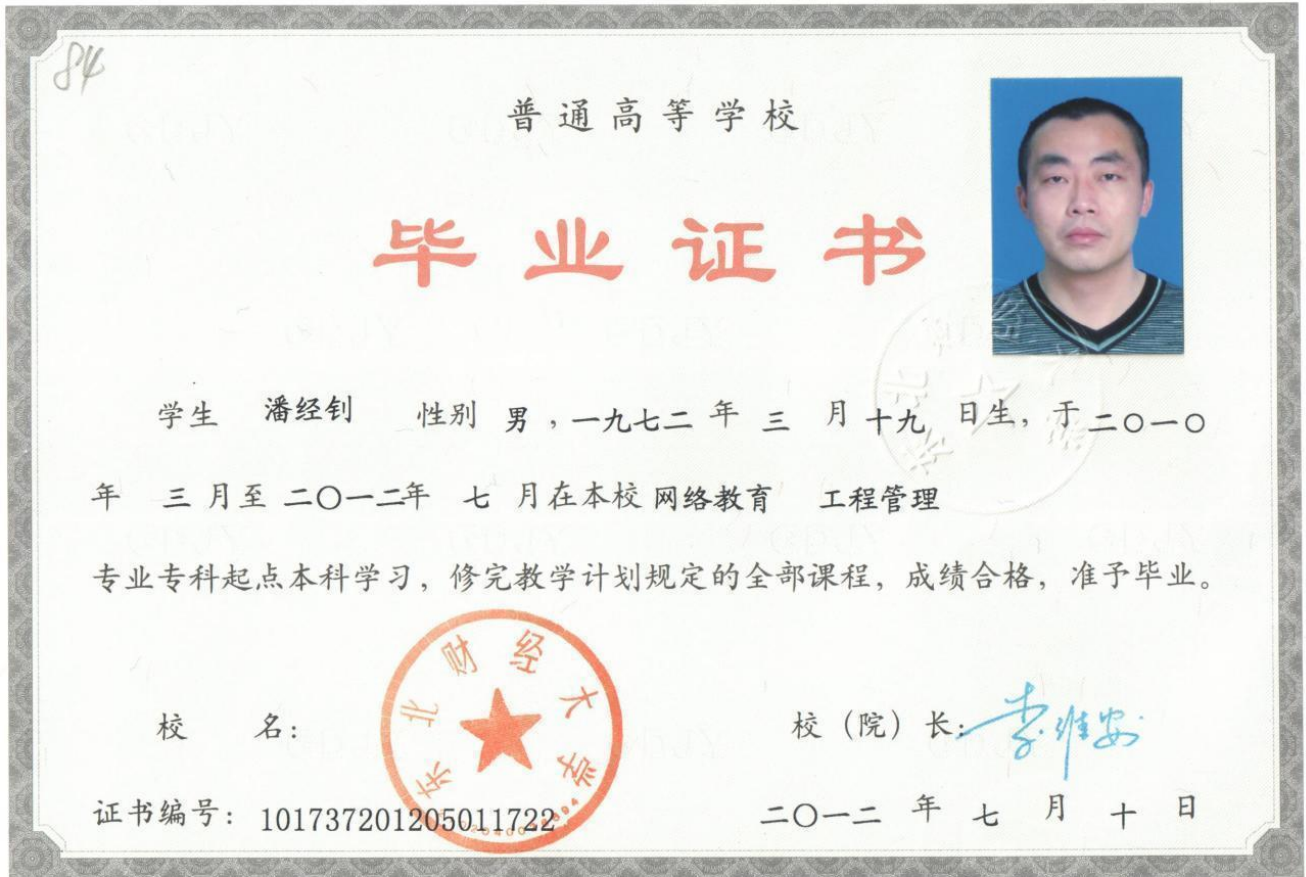 84
普通高等学校
毕业证书
学生 潘经钊 性别 男，一九七二 年 三 月 十九 日生，于 二〇一〇
年 三 月至 二〇一二年 七 月在本校 网络教育 工程管理
专业专科起点本科学习，修完教学计划规定的全部课程，成绩合格，准予毕业。
东北财经大学
校 名： 校（院）长：李维安
证书编号：101737201205011722 二〇一二 年 七 月 十 日